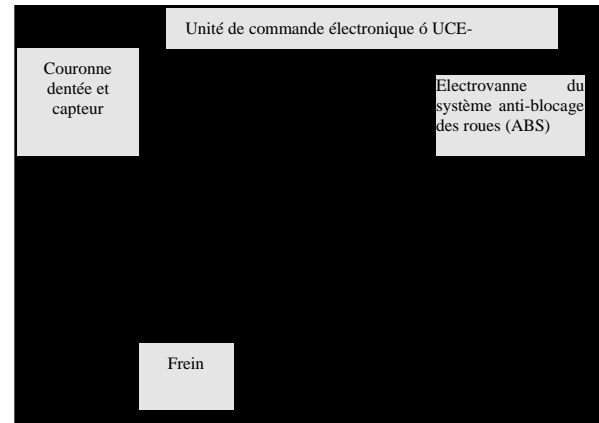 Unité de commande électronique ó UCE-
Couronne
dentée et
capteur
Electrovanne du
système anti-blocage
des roues (ABS)
Frein